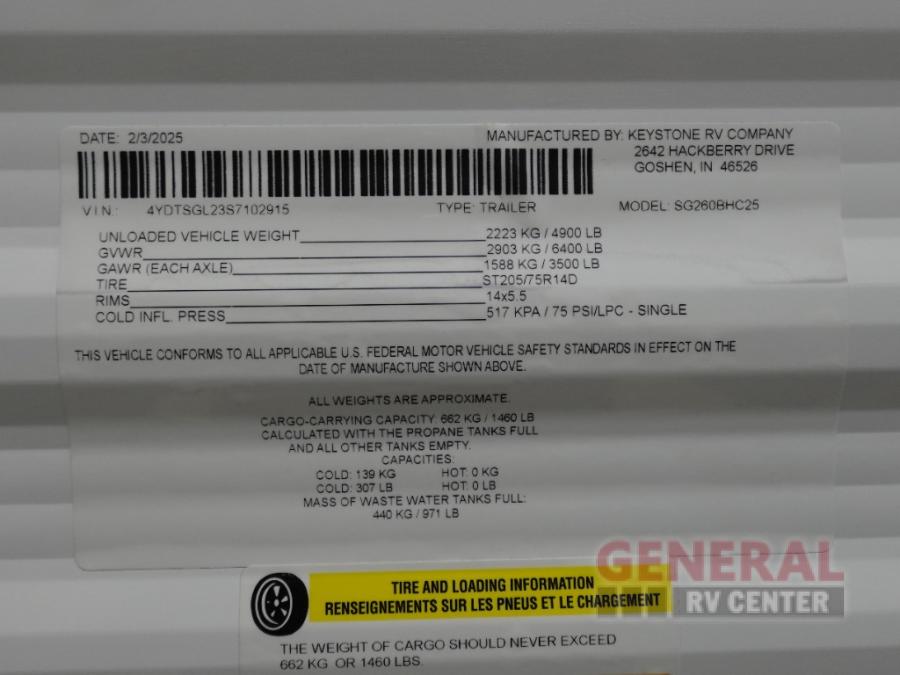 DATE: 2/3/2025 MANUFACTURED BY: KEYSTONE RV COMPANY
2642 HACKBERRY DRIVE
GOSHEN, IN 46526
V I N.: 4YDTSGL23S7102915 TYPE: TRAILER MODEL: SG260BHC25
UNLOADED VEHICLE WEIGHT 2223 KG / 4900 LB
GVWR 2903 KG / 6400 LB
GAWR (EACH AXLE) 1588 KG / 3500 LB
TIRE ST205/75R14D
RIMS 14x5.5
COLD INFL. PRESS 517 KPA / 75 PSI/LPC - SINGLE
THIS VEHICLE CONFORMS TO ALL APPLICABLE U.S. FEDERAL MOTOR VEHICLE SAFETY STANDARDS IN EFFECT ON THE
DATE OF MANUFACTURE SHOWN ABOVE.
ALL WEIGHTS ARE APPROXIMATE.
CARGO-CARRYING CAPACITY: 662 KG / 1460 LB
CALCULATED WITH THE PROPANE TANKS FULL
AND ALL OTHER TANKS EMPTY.
CAPACITIES:
COLD: 139 KG HOT: 0 KG
COLD: 307 LB HOT: 0 LB
MASS OF WASTE WATER TANKS FULL:
440 KG / 971 LB
GENERAL
RV CENTER
TIRE AND LOADING INFORMATION
RENSEIGNEMENTS SUR LES PNEUS ET LE CHARGEMENT
THE WEIGHT OF CARGO SHOULD NEVER EXCEED
662 KG OR 1460 LBS.